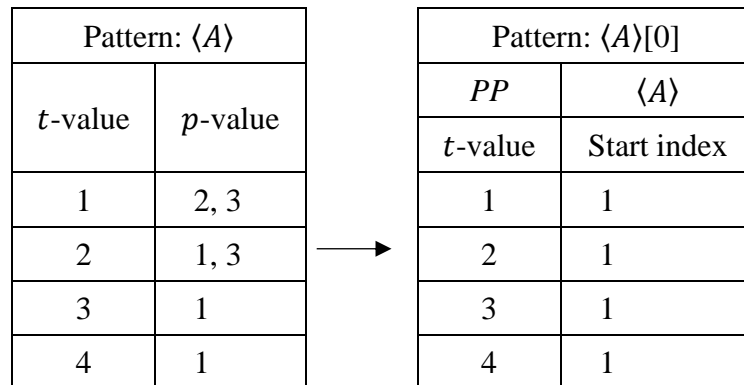 Pattern: ⟨A⟩
t-value p-value
1 2, 3
2 1, 3
3 1
4 1
Pattern: ⟨A⟩[0]
PP ⟨A⟩
t-value Start index
1 1
2 1
3 1
4 1